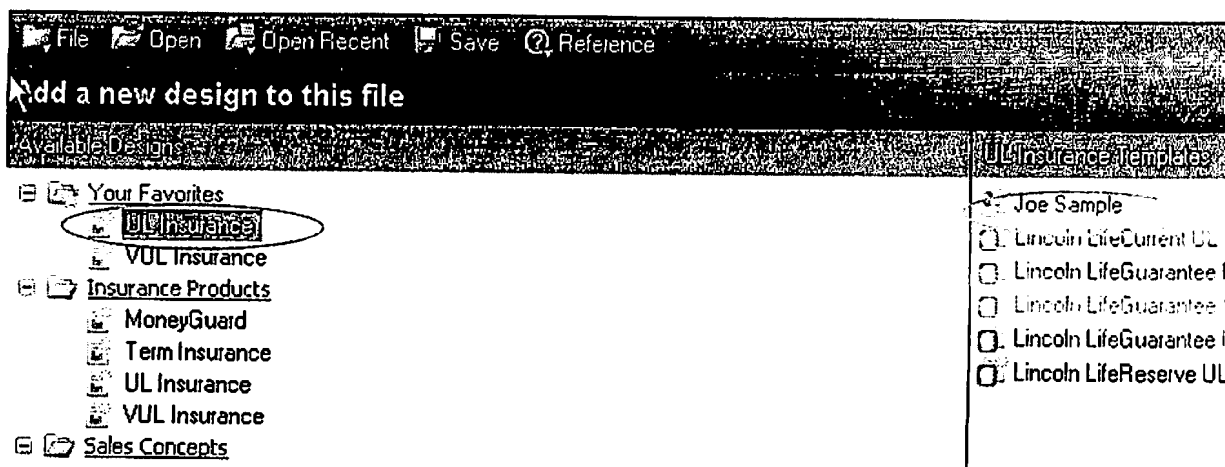 File Open Open Recent Save Reference
Add a new design to this file
Available Designs
Your Favorites
UL Insurance
VUL Insurance
Insurance Products
MoneyGuard
Term Insurance
UL Insurance
VUL Insurance
Sales Concepts
UL Insurance Templates
Joe Sample
Lincoln LifeCurrent UL
Lincoln LifeGuarantee
Lincoln LifeGuarantee
Lincoln LifeGuarantee
Lincoln LifeReserve UL